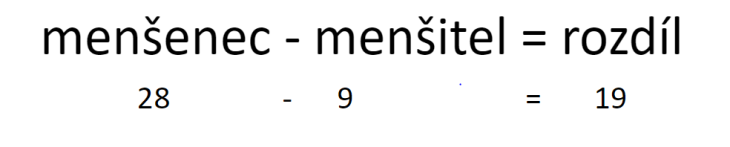 menšenec - menšitel = rozdíl
28 - 9 = 19